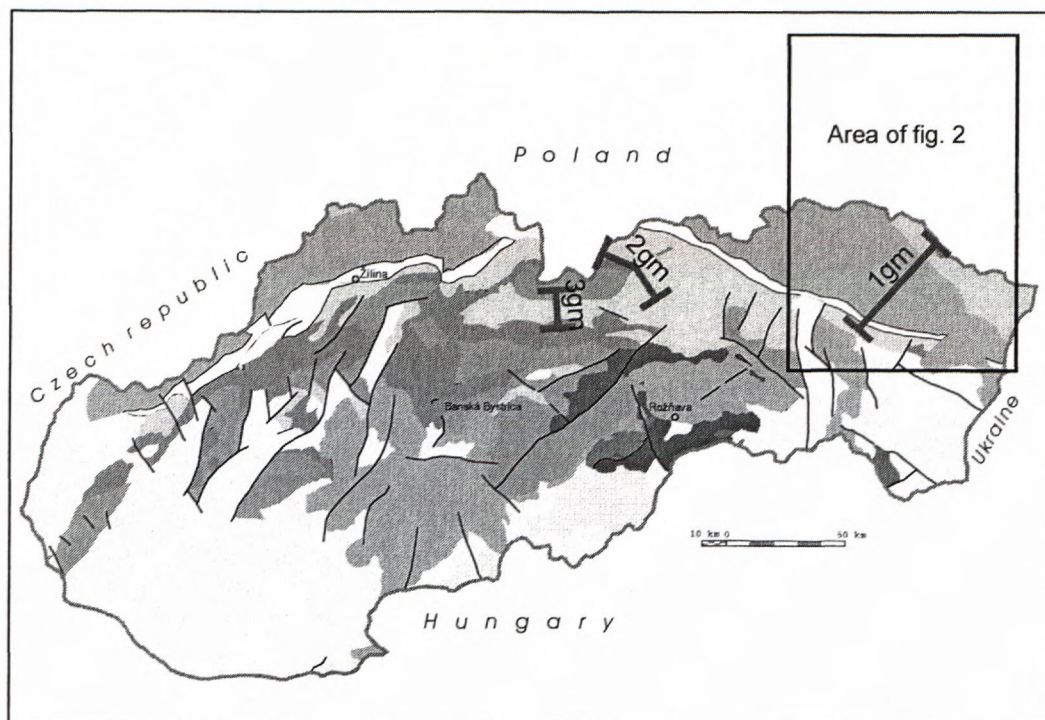 Area of fig. 2
Poland
Czech republic
Žilina
2gm
3gm
1gm
Banská Bystrica
Rožňava
Ukraine
10 km 0 50 km
Hungary